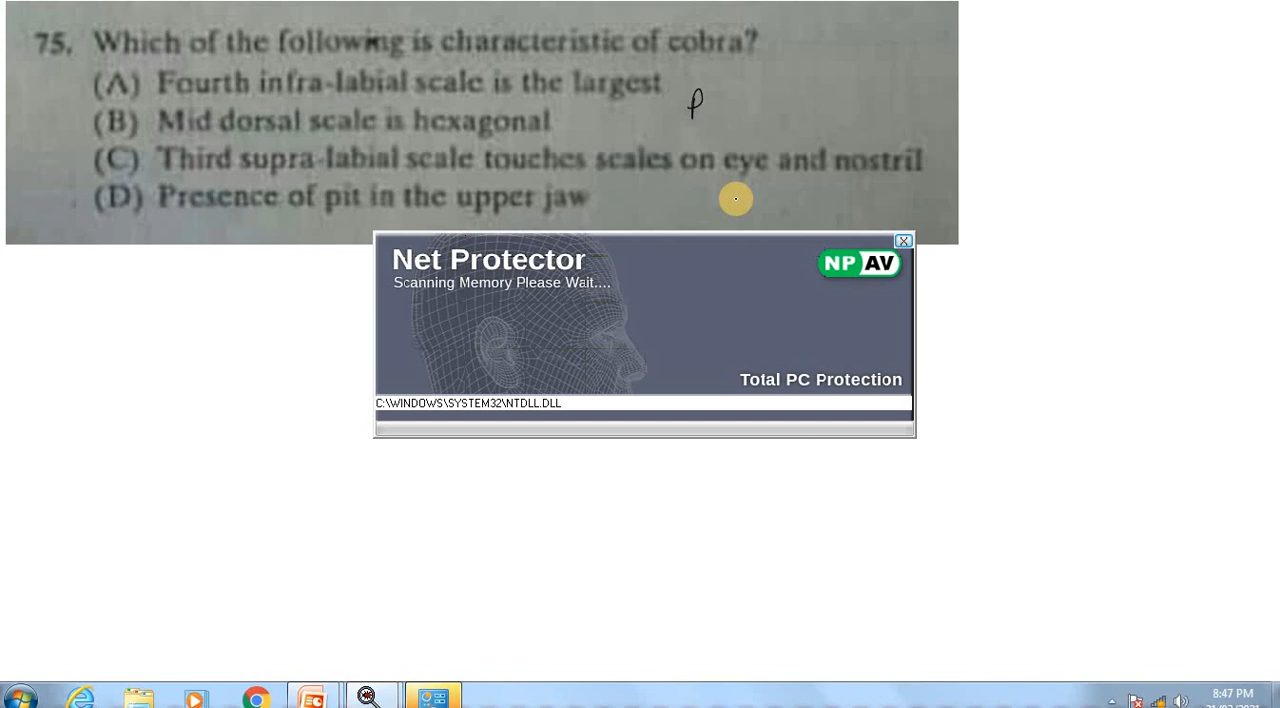 75. Which of the following is characteristic of cobra?
(A) Fourth infra-labial scale is the largest
(B) Mid dorsal scale is hexagonal
(C) Third supra-labial scale touches scales on eye and nostril
(D) Presence of pit in the upper jaw
Net Protector
NP AV
Scanning Memory Please Wait....
Total PC Protection
C:\WINDOWS\SYSTEM32\NTDLL.DLL
8:47 PM